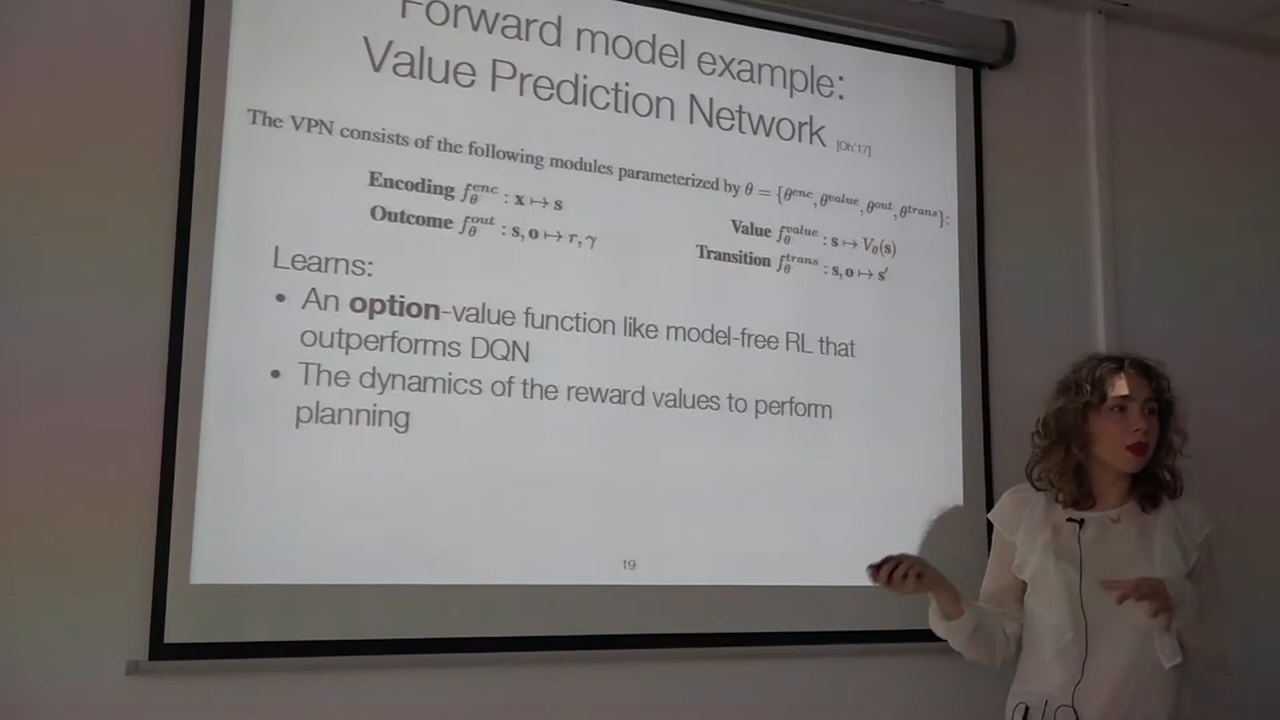 Forward model example:
Value Prediction Network [Oh'17]
The VPN consists of the following modules parameterized by θ = {θ^enc, θ^value, θ^out, θ^trans}:
Encoding f_θ^enc : x ↦ s
Value f_θ^value : s ↦ V_θ(s)
Outcome f_θ^out : s, o ↦ r, γ
Transition f_θ^trans : s, o ↦ s′
Learns:
• An option-value function like model-free RL that
outperforms DQN
• The dynamics of the reward values to perform
planning
19